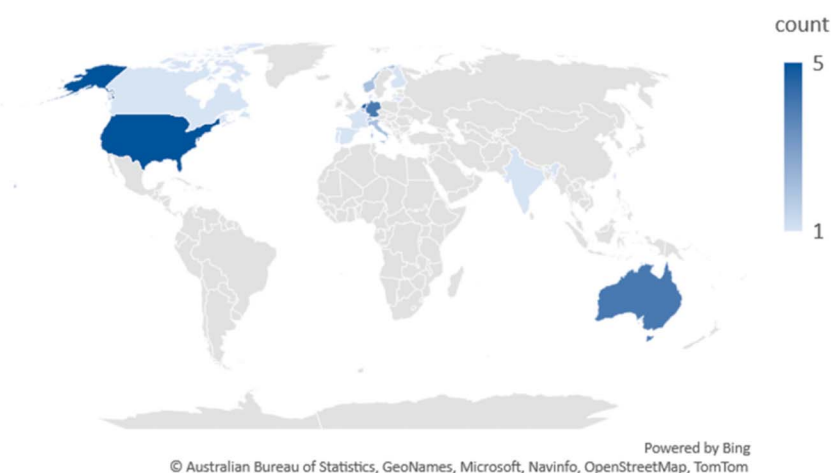 count
5
1
Powered by Bing
© Australian Bureau of Statistics, GeoNames, Microsoft, Navinfo, OpenStreetMap, TomTom